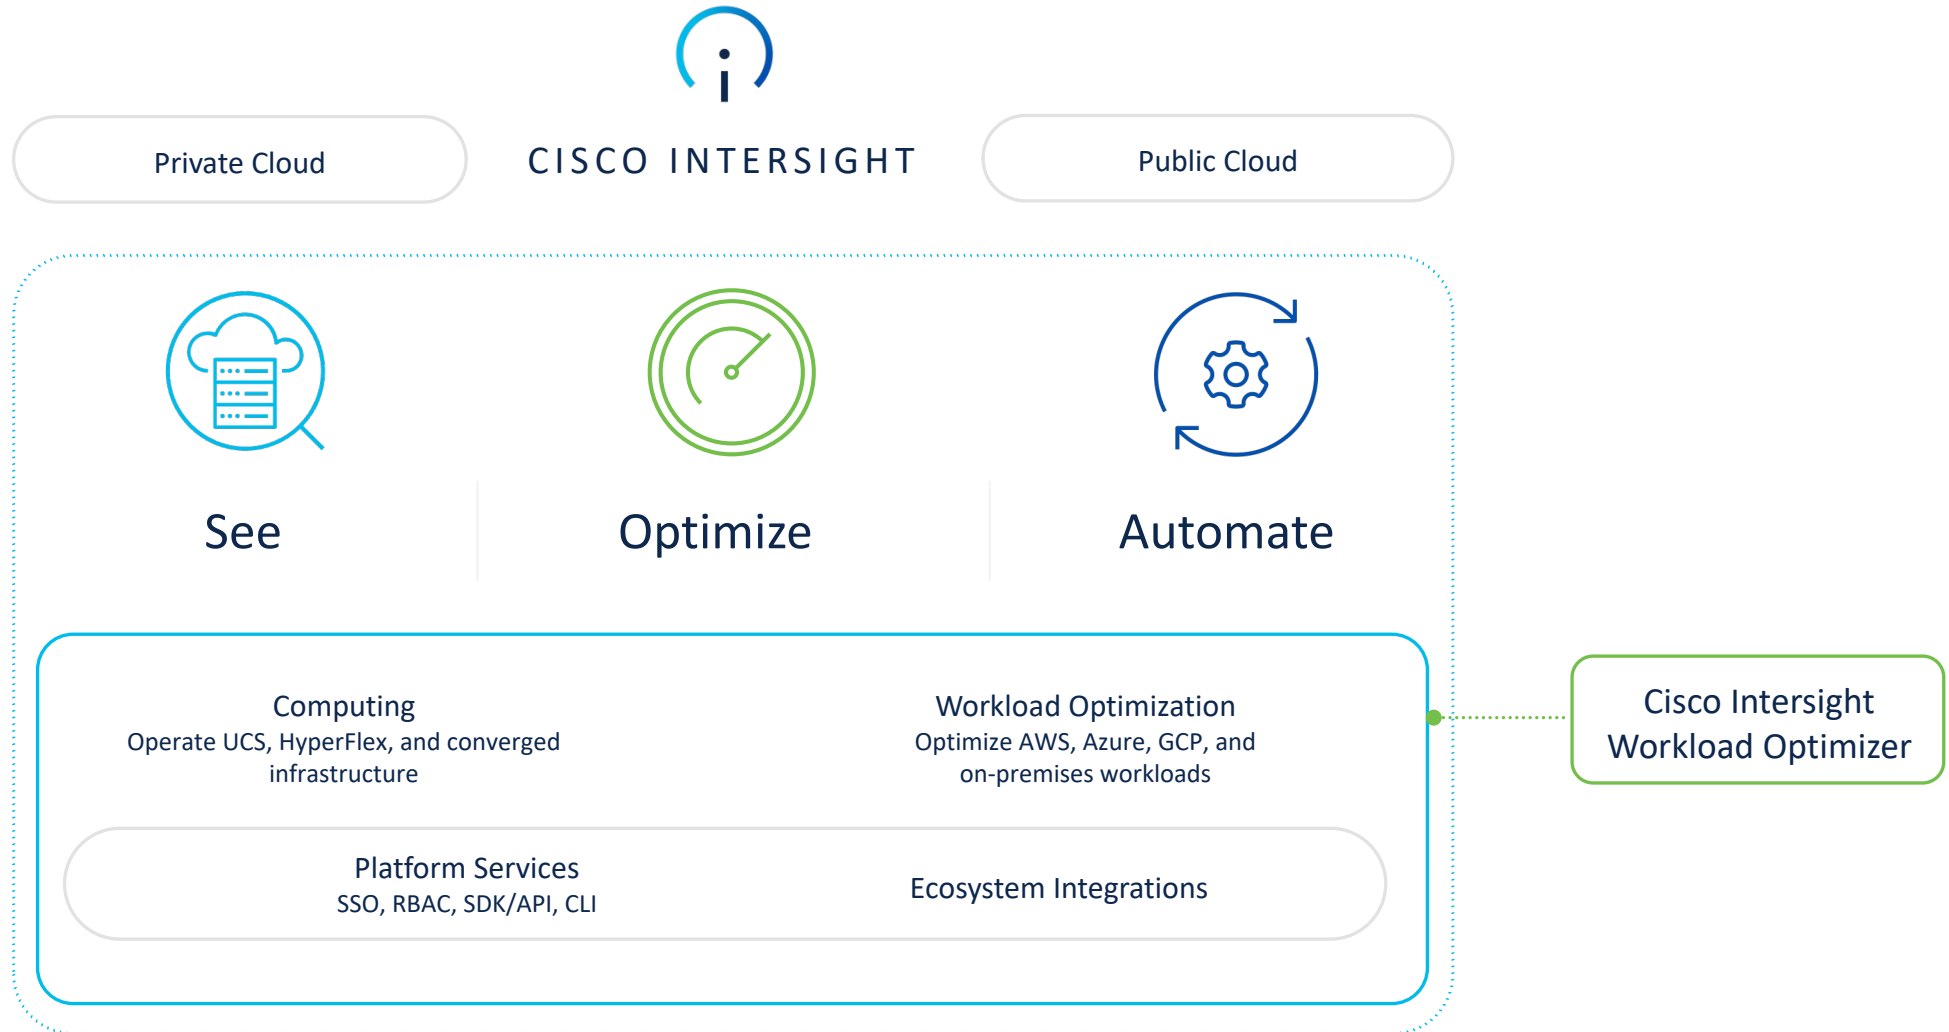 i
CISCO INTERSIGHT
Private Cloud
Public Cloud
See
Optimize
Automate
Computing
Operate UCS, HyperFlex, and converged
infrastructure
Workload Optimization
Optimize AWS, Azure, GCP, and
on-premises workloads
Platform Services
SSO, RBAC, SDK/API, CLI
Ecosystem Integrations
Cisco Intersight
Workload Optimizer